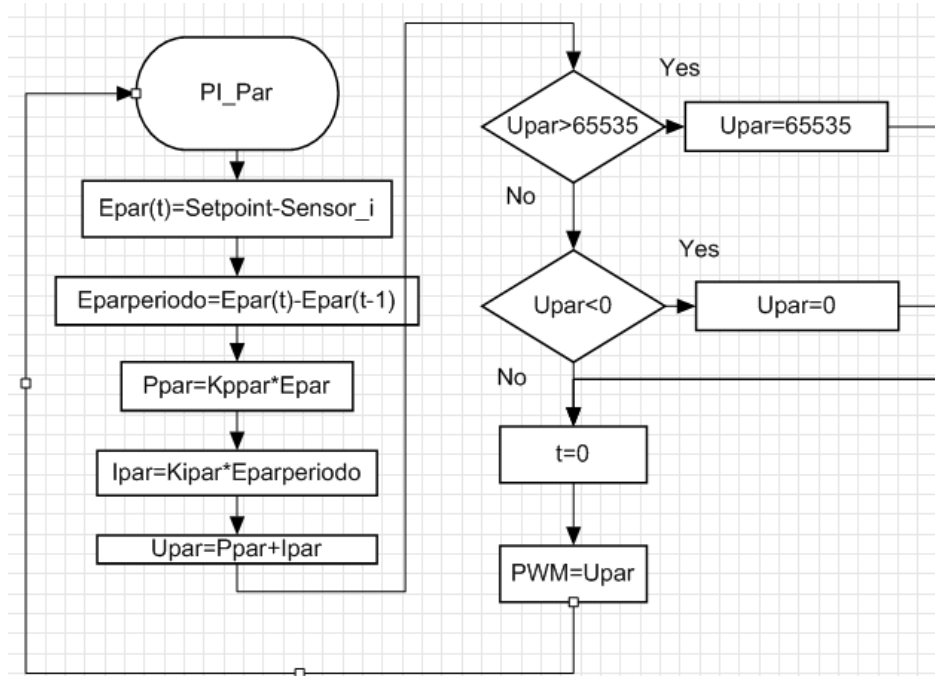 PI_Par
Epar(t)=Setpoint-Sensor_i
Eparperiodo=Epar(t)-Epar(t-1)
Ppar=Kppar*Epar
Ipar=Kipar*Eparperiodo
Upar=Ppar+Ipar
Upar>65535
Yes
Upar=65535
No
Upar<0
Yes
Upar=0
No
t=0
PWM=Upar